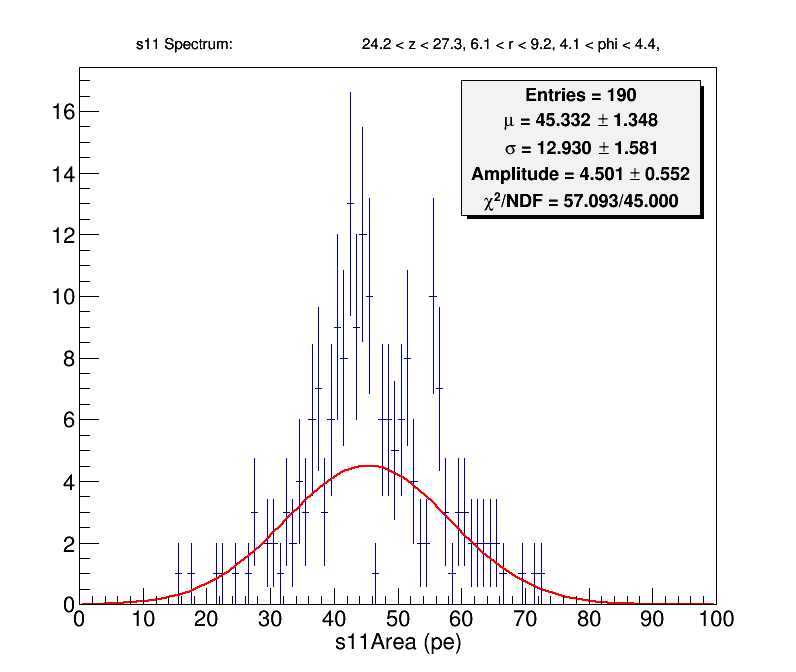 s11 Spectrum: 24.2 < z < 27.3, 6.1 < r < 9.2, 4.1 < phi < 4.4,
Entries = 190
μ = 45.332 ± 1.348
σ = 12.930 ± 1.581
Amplitude = 4.501 ± 0.552
χ²/NDF = 57.093/45.000
16
14
12
10
8
6
4
2
0
0 10 20 30 40 50 60 70 80 90 100
s11Area (pe)